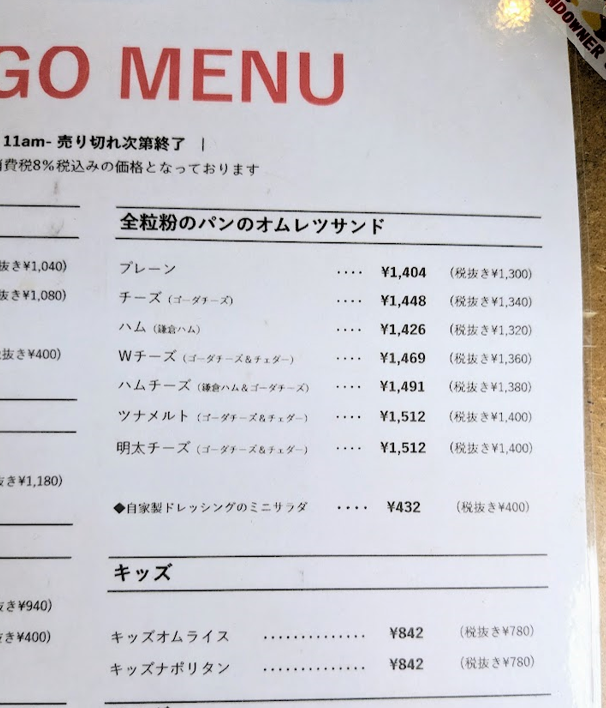 GO MENU
DOWNER
11am- 売り切れ次第終了 |
消費税8%税込みの価格となっております
抜き¥1,040)
抜き¥1,080)
抜き¥400)
抜き¥1,180)
抜き¥940)
抜き¥400)
全粒粉のパンのオムレツサンド
プレーン ‥‥ ¥1,404 (税抜き¥1,300)
チーズ (ゴーダチーズ) ‥‥ ¥1,448 (税抜き¥1,340)
ハム (鎌倉ハム) ‥‥ ¥1,426 (税抜き¥1,320)
Wチーズ (ゴーダチーズ&チェダー) ‥‥ ¥1,469 (税抜き¥1,360)
ハムチーズ (鎌倉ハム&ゴーダチーズ) ‥‥ ¥1,491 (税抜き¥1,380)
ツナメルト (ゴーダチーズ&チェダー) ‥‥ ¥1,512 (税抜き¥1,400)
明太チーズ (ゴーダチーズ&チェダー) ‥‥ ¥1,512 (税抜き¥1,400)
◆自家製ドレッシングのミニサラダ ‥‥ ¥432 (税抜き¥400)
キッズ
キッズオムライス ‥‥‥‥‥‥‥ ¥842 (税抜き¥780)
キッズナポリタン ‥‥‥‥‥‥‥ ¥842 (税抜き¥780)